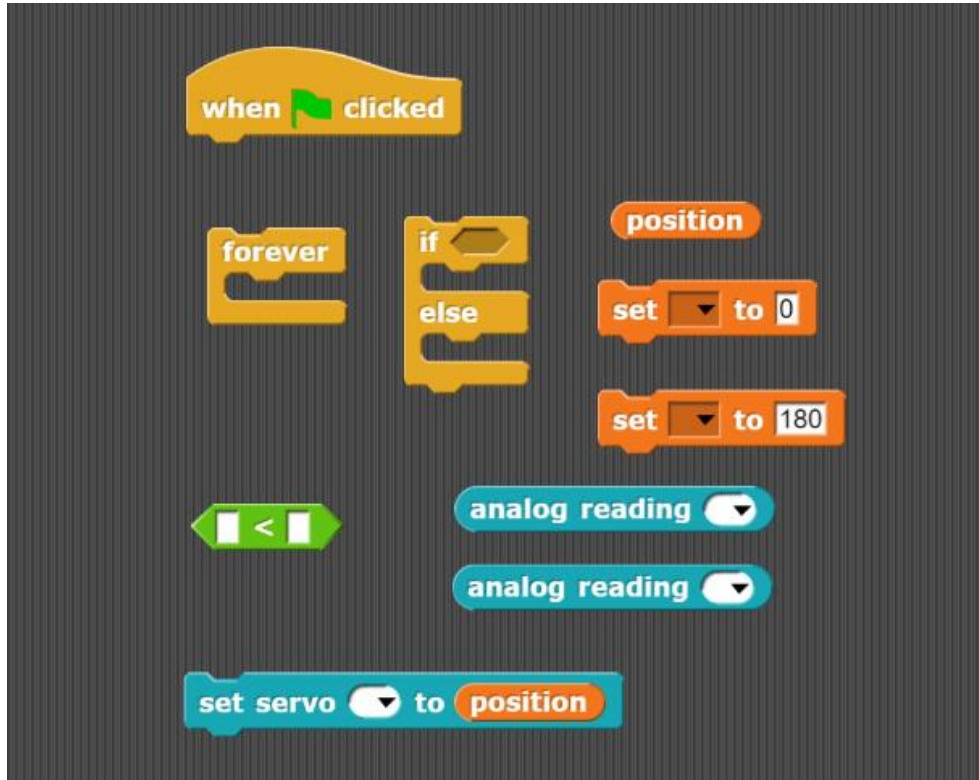 when clicked
forever
if
else
position
set to 0
set to 180
<
analog reading
analog reading
set servo to position